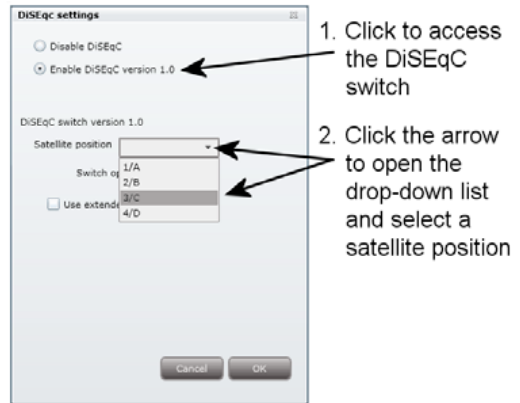 DiSEqc settings
Disable DiSEqC
Enable DiSEqC version 1.0
DiSEqC switch version 1.0
Satellite position
1/A
2/B
3/C
4/D
Switch
Use
Cancel
OK
1. Click to access
the DiSEqC
switch
2. Click the arrow
to open the
drop-down list
and select a
satellite position